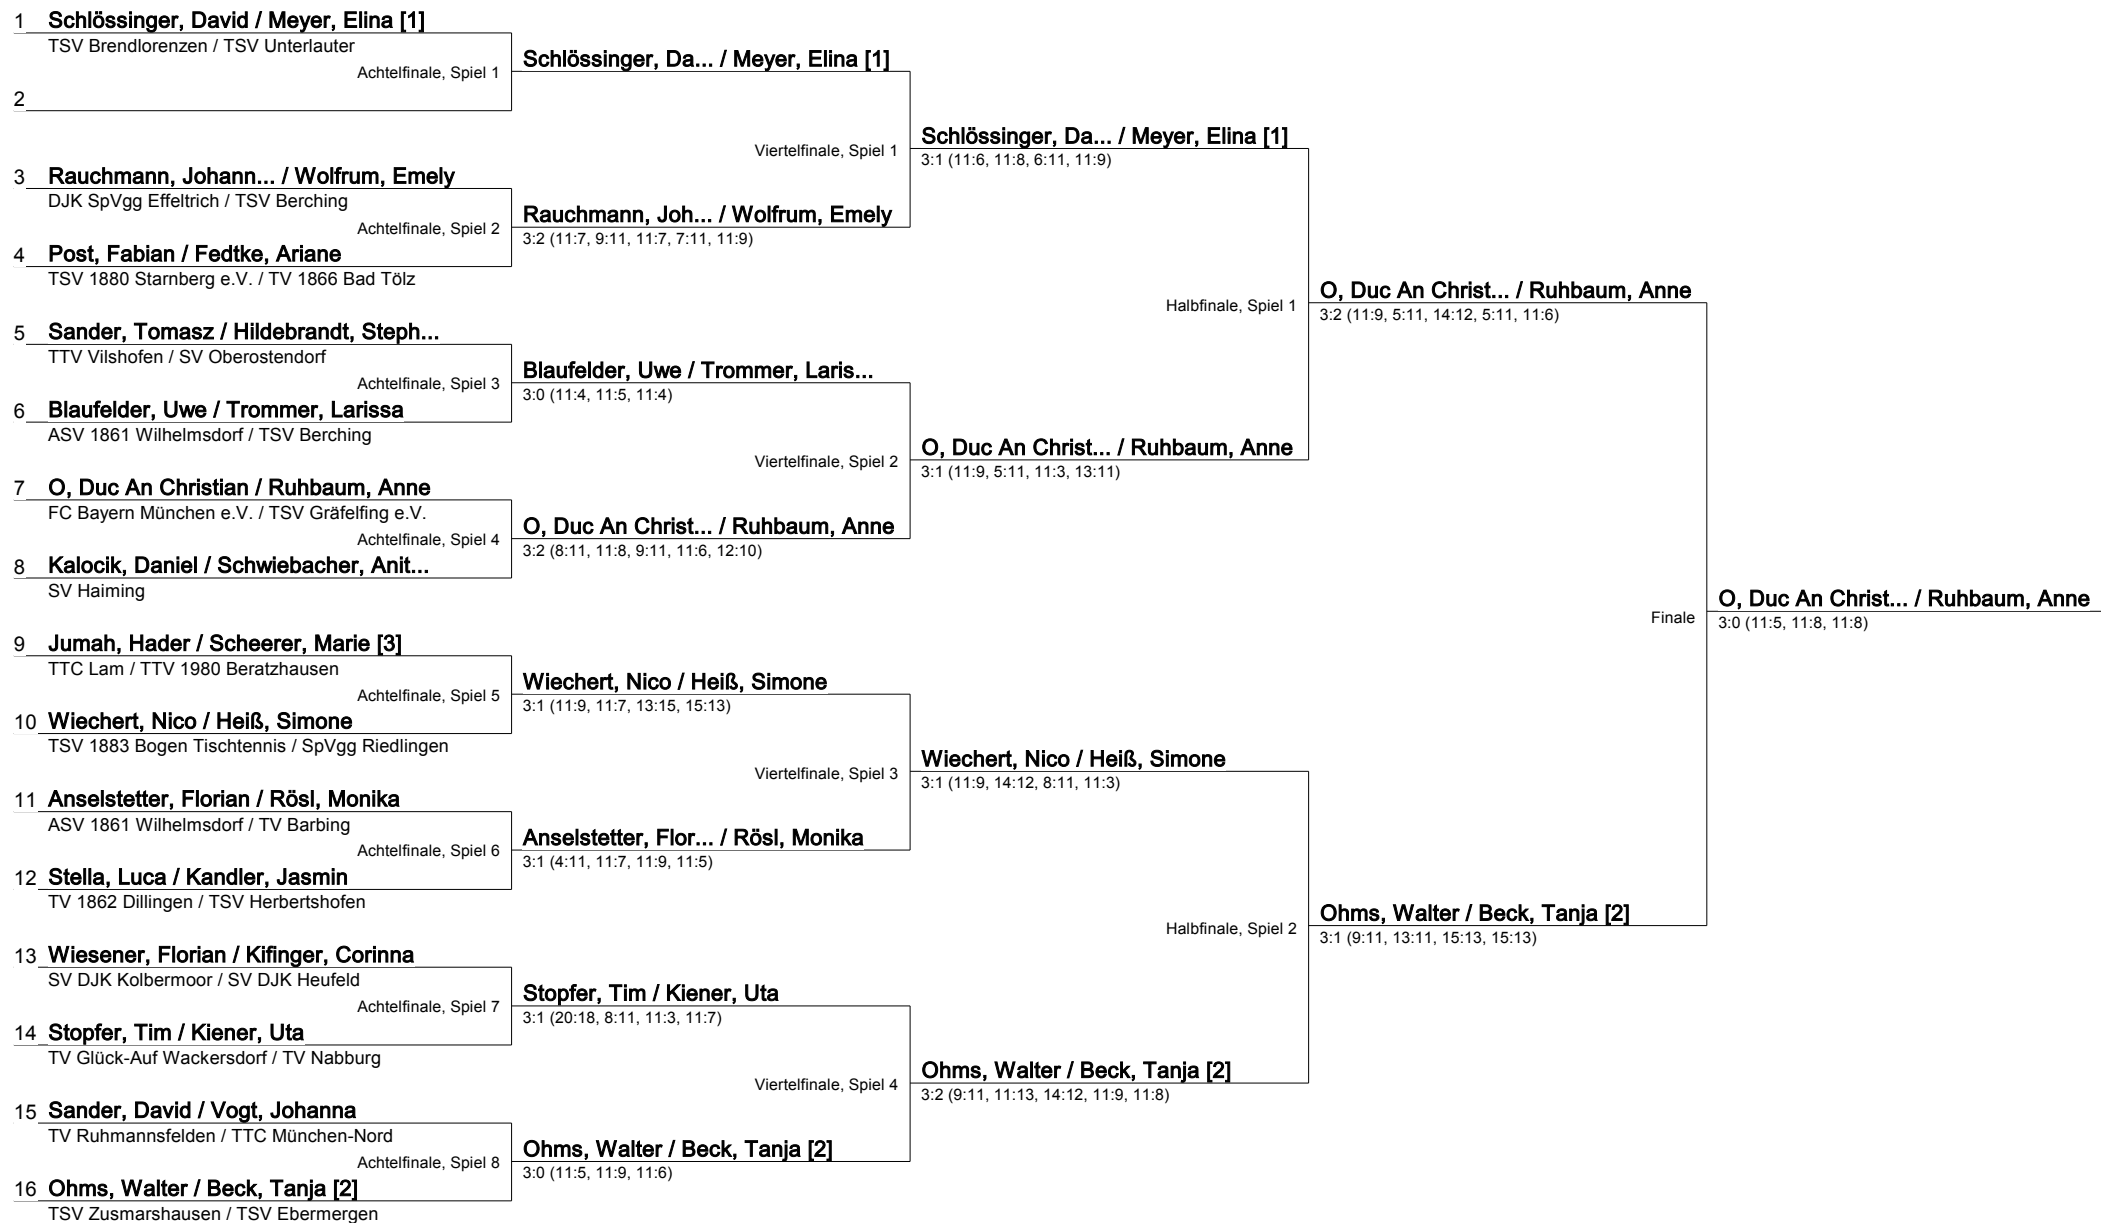 1 Schlössinger, David / Meyer, Elina [1]
TSV Brendlorenzen / TSV Unterlauter
Achtelfinale, Spiel 1
2
Schlössinger, Da... / Meyer, Elina [1]
Viertelfinale, Spiel 1
3 Rauchmann, Johann... / Wolfrum, Emely
DJK SpVgg Effeltrich / TSV Berching
Achtelfinale, Spiel 2
4 Post, Fabian / Fedtke, Ariane
TSV 1880 Starnberg e.V. / TV 1866 Bad Tölz
Rauchmann, Joh... / Wolfrum, Emely
3:2 (11:7, 9:11, 11:7, 7:11, 11:9)
Schlössinger, Da... / Meyer, Elina [1]
3:1 (11:6, 11:8, 6:11, 11:9)
Halbfinale, Spiel 1
5 Sander, Tomasz / Hildebrandt, Steph...
TTV Vilshofen / SV Oberostendorf
Achtelfinale, Spiel 3
6 Blaufelder, Uwe / Trommer, Larissa
ASV 1861 Wilhelmsdorf / TSV Berching
Blaufelder, Uwe / Trommer, Laris...
3:0 (11:4, 11:5, 11:4)
Viertelfinale, Spiel 2
7 O, Duc An Christian / Ruhbaum, Anne
FC Bayern München e.V. / TSV Gräfelfing e.V.
Achtelfinale, Spiel 4
8 Kalocik, Daniel / Schwiebacher, Anit...
SV Haiming
O, Duc An Christ... / Ruhbaum, Anne
3:2 (8:11, 11:8, 9:11, 11:6, 12:10)
O, Duc An Christ... / Ruhbaum, Anne
3:1 (11:9, 5:11, 11:3, 13:11)
O, Duc An Christ... / Ruhbaum, Anne
3:2 (11:9, 5:11, 14:12, 5:11, 11:6)
Finale
O, Duc An Christ... / Ruhbaum, Anne
3:0 (11:5, 11:8, 11:8)
9 Jumah, Hader / Scheerer, Marie [3]
TTC Lam / TTV 1980 Beratzhausen
Achtelfinale, Spiel 5
10 Wiechert, Nico / Heiß, Simone
TSV 1883 Bogen Tischtennis / SpVgg Riedlingen
Wiechert, Nico / Heiß, Simone
3:1 (11:9, 11:7, 13:15, 15:13)
Viertelfinale, Spiel 3
11 Anselstetter, Florian / Rösl, Monika
ASV 1861 Wilhelmsdorf / TV Barbing
Achtelfinale, Spiel 6
12 Stella, Luca / Kandler, Jasmin
TV 1862 Dillingen / TSV Herbertshofen
Anselstetter, Flor... / Rösl, Monika
3:1 (4:11, 11:7, 11:9, 11:5)
Wiechert, Nico / Heiß, Simone
3:1 (11:9, 14:12, 8:11, 11:3)
Halbfinale, Spiel 2
13 Wiesener, Florian / Kifinger, Corinna
SV DJK Kolbermoor / SV DJK Heufeld
Achtelfinale, Spiel 7
14 Stopfer, Tim / Kiener, Uta
TV Glück-Auf Wackersdorf / TV Nabburg
Stopfer, Tim / Kiener, Uta
3:1 (20:18, 8:11, 11:3, 11:7)
Viertelfinale, Spiel 4
15 Sander, David / Vogt, Johanna
TV Ruhmannsfelden / TTC München-Nord
Achtelfinale, Spiel 8
16 Ohms, Walter / Beck, Tanja [2]
TSV Zusmarshausen / TSV Ebermergen
Ohms, Walter / Beck, Tanja [2]
3:0 (11:5, 11:9, 11:6)
Ohms, Walter / Beck, Tanja [2]
3:2 (9:11, 11:13, 14:12, 11:9, 11:8)
Ohms, Walter / Beck, Tanja [2]
3:1 (9:11, 13:11, 15:13, 15:13)